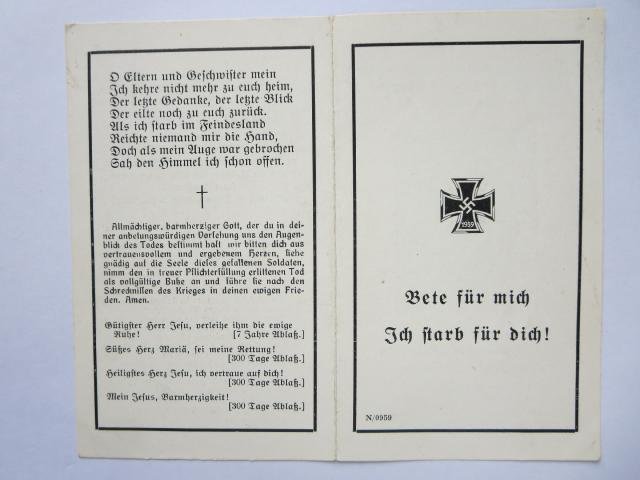 O Eltern und Geschwister mein
Ich kehre nicht mehr zu euch heim,
Der letzte Gedanke, der letzte Blick
Der eilte noch zu euch zurück.
Als ich starb im Feindesland
Reichte niemand mir die Hand,
Doch als mein Auge war gebrochen
Sah den Himmel ich schon offen.
Allmächtiger, barmherziger Gott, der du in dei-
ner anbetungswürdigen Vorsehung uns den Augen-
blick des Todes bestimmt hast wir bitten dich aus
vertrauensvollem und ergebenem Herzen, siehe
gnädig auf die Seele dieses gefallenen Soldaten,
nimm den in treuer Pflichterfüllung erlittenen Tod
als vollgültige Buße an und führe sie nach den
Schrecknissen des Krieges in deinen ewigen Frie-
den. Amen.
Gütigster Herr Jesu, verleihe ihm die ewige
Ruhe! [7 Jahre Ablaß.]
Süßes Herz Mariä, sei meine Rettung!
[300 Tage Ablaß.]
Heiligstes Herz Jesu, ich vertraue auf dich!
[300 Tage Ablaß.]
Mein Jesus, Barmherzigkeit!
[300 Tage Ablaß.]
1939
Bete für mich
Ich starb für dich!
N/0959